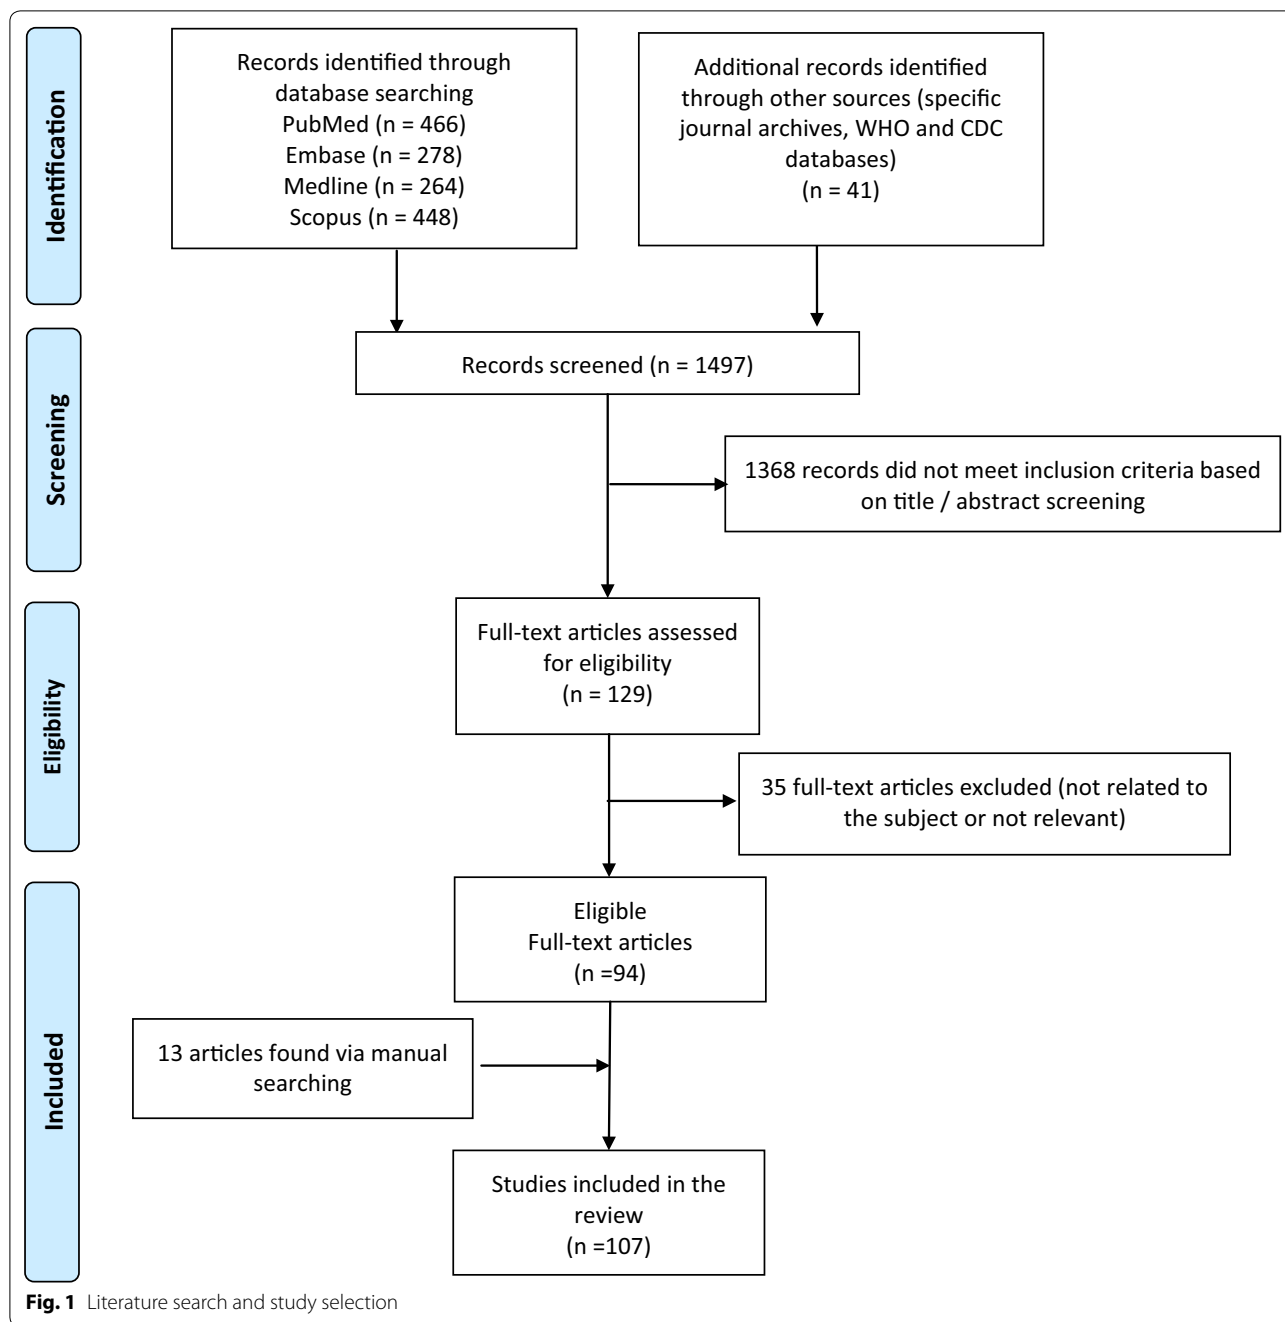 Identification
Records identified through
database searching
PubMed (n = 466)
Embase (n = 278)
Medline (n = 264)
Scopus (n = 448)
Additional records identified
through other sources (specific
journal archives, WHO and CDC
databases)
(n = 41)
Screening
Records screened (n = 1497)
1368 records did not meet inclusion criteria based
on title / abstract screening
Eligibility
Full-text articles assessed
for eligibility
(n = 129)
35 full-text articles excluded (not related to
the subject or not relevant)
Included
Eligible
Full-text articles
(n =94)
13 articles found via manual
searching
Studies included in the
review
(n =107)
Fig. 1 Literature search and study selection